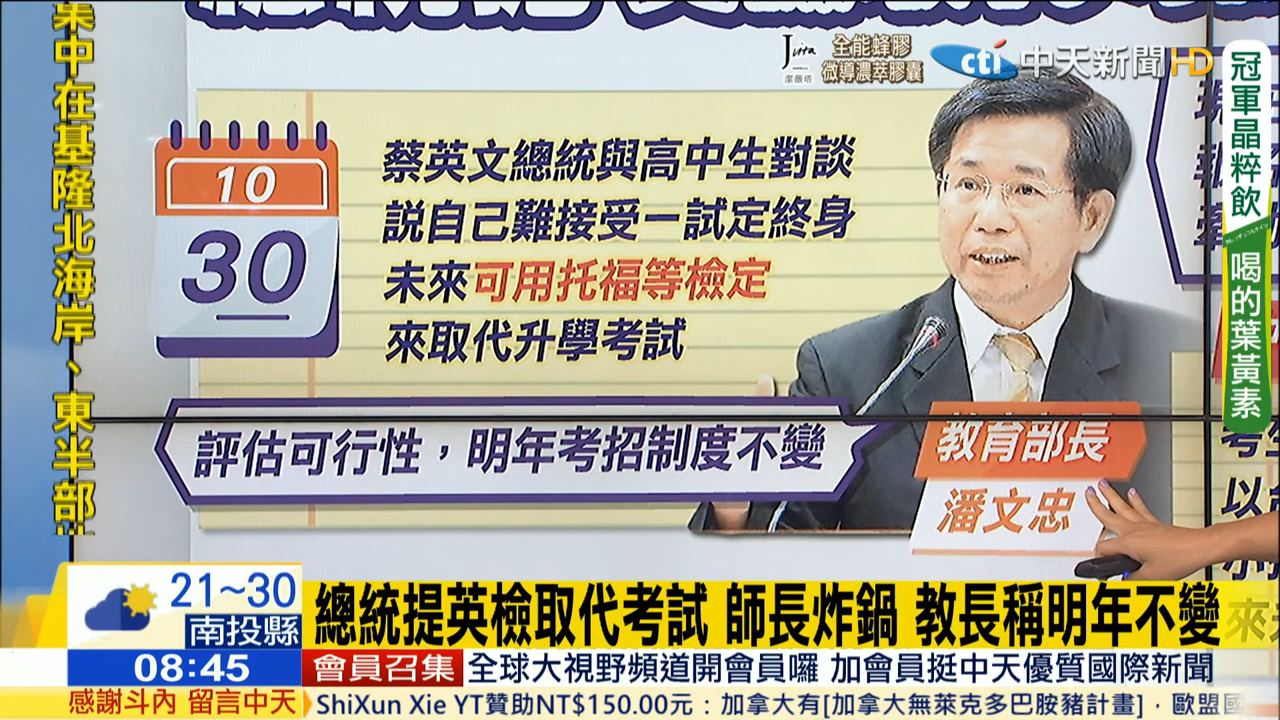 集中在基隆北海岸、東半部
Jvita
潔薇塔
全能蜂膠
微導濃萃膠囊
cti 中天新聞HD
冠軍晶粹飲
喝的葉黃素
10
30
蔡英文總統與高中生對談
說自己難接受一試定終身
未來可用托福等檢定
來取代升學考試
評估可行性，明年考招制度不變
教育部長
潘文忠
以
來
21~30
南投縣
總統提英檢取代考試 師長炸鍋 教長稱明年不變
08:45
會員召集 全球大視野頻道開會員囉 加會員挺中天優質國際新聞
感謝斗內 留言中天
ShiXun Xie YT贊助NT$150.00元：加拿大有[加拿大無萊克多巴胺豬計畫]，歐盟國